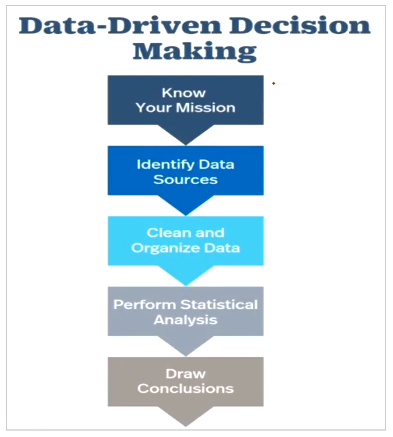 Data-Driven Decision
Making
Know
Your Mission
Identify Data
Sources
Clean and
Organize Data
Perform Statistical
Analysis
Draw
Conclusions